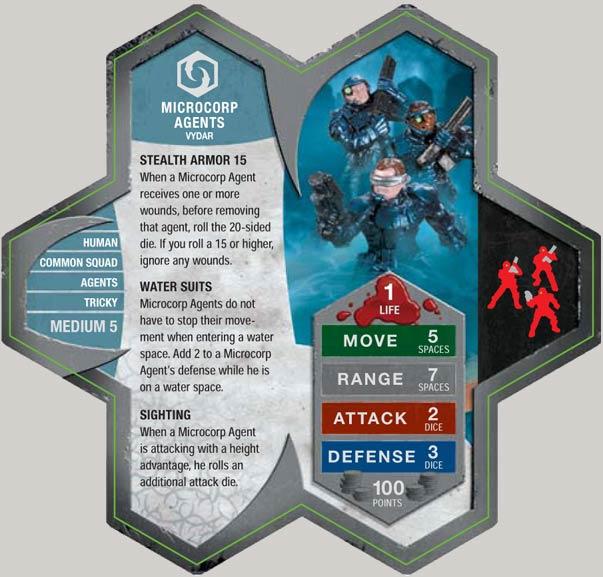 MICROCORP
AGENTS
VYDAR
STEALTH ARMOR 15
When a Microcorp Agent
receives one or more
wounds, before removing
that agent, roll the 20-sided
die. If you roll a 15 or higher,
ignore any wounds.
WATER SUITS
Microcorp Agents do not
have to stop their move-
ment when entering a water
space. Add 2 to a Microcorp
Agent's defense while he is
on a water space.
SIGHTING
When a Microcorp Agent
is attacking with a height
advantage, he rolls an
additional attack die.
HUMAN
COMMON SQUAD
AGENTS
TRICKY
MEDIUM 5
1
LIFE
MOVE 5
SPACES
RANGE 7
SPACES
ATTACK 2
DICE
DEFENSE 3
DICE
100
POINTS